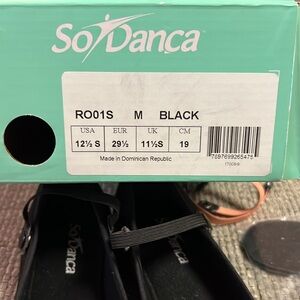 So Danca
RO01S M BLACK
USA EUR UK CM
12½ S 29½ 11½S 19
Made in Dominican Republic
7897699265475
So Danca